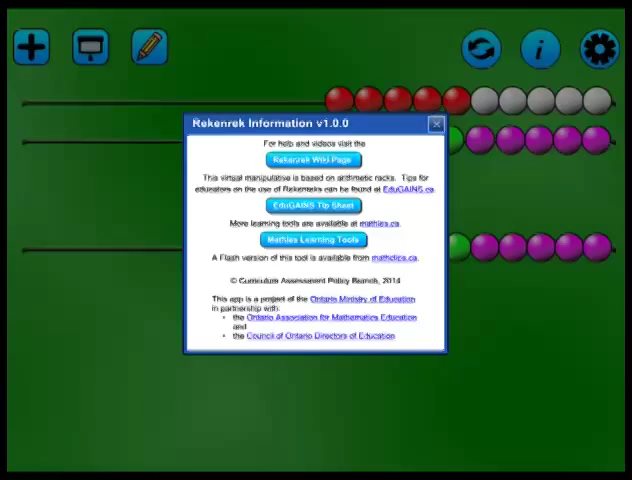 Rekenrek Information v1.0.0
For help and videos visit the
Rekenrek Wiki Page
This virtual manipulative is based on arithmetic racks. Tips for
educators on the use of Rekenreks can be found at EduGAINS.ca.
EduGAINS Tip Sheet
More learning tools are available at mathies.ca.
Mathies Learning Tools
A Flash version of this tool is available from mathclips.ca.
© Curriculum Assessment Policy Branch, 2014
This app is a project of the Ontario Ministry of Education
in partnership with:
• the Ontario Association for Mathematics Education
and
• the Council of Ontario Directors of Education